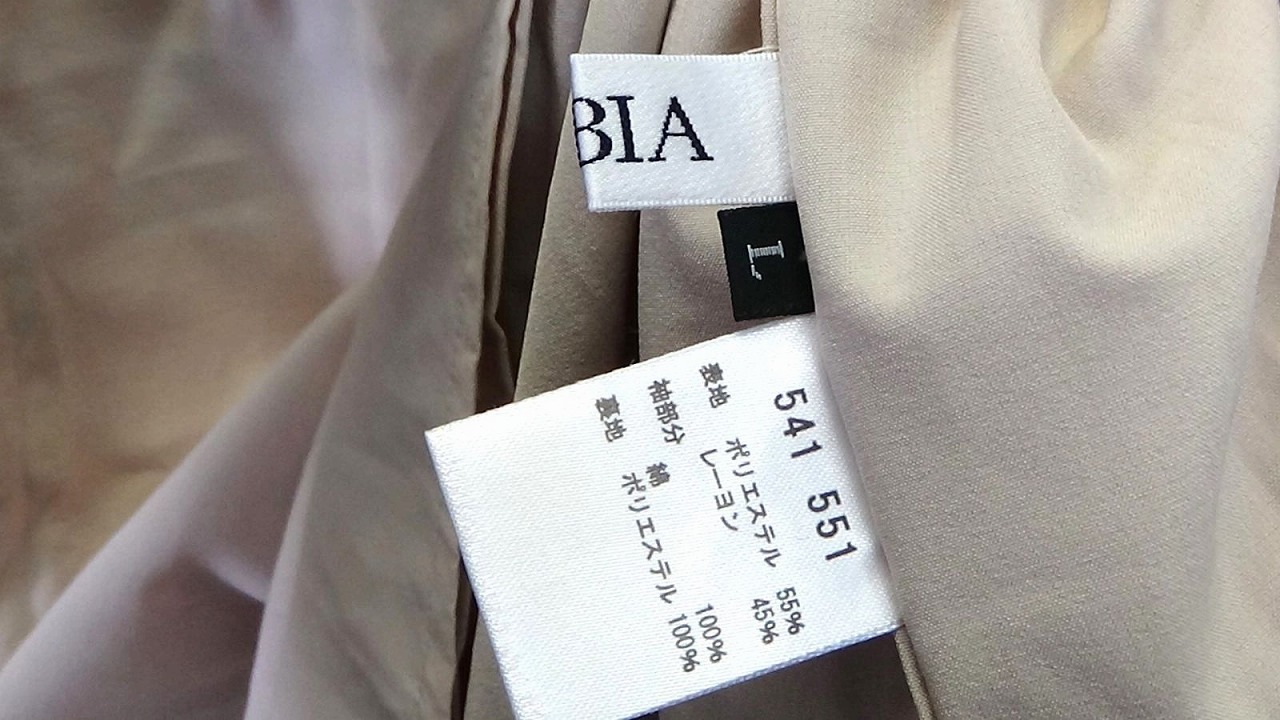 BIA
L
541 551
表地 ポリエステル 55%
レーヨン 45%
袖部分 綿 100%
裏地 ポリエステル 100%